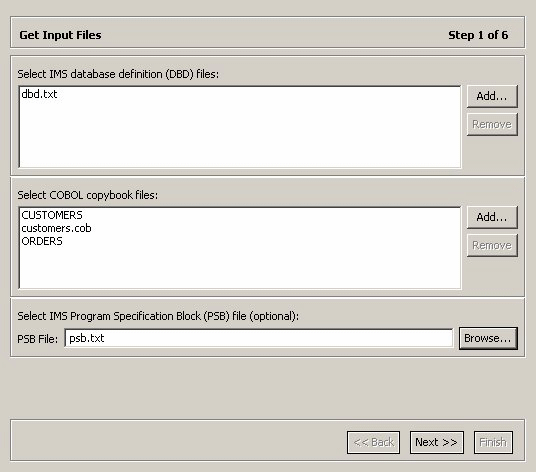 Get Input Files Step 1 of 6
Select IMS database definition (DBD) files:
dbd.txt
Add...
Remove
Select COBOL copybook files:
CUSTOMERS
customers.cob
ORDERS
Add...
Remove
Select IMS Program Specification Block (PSB) file (optional):
PSB File: psb.txt Browse...
<< Back Next >> Finish